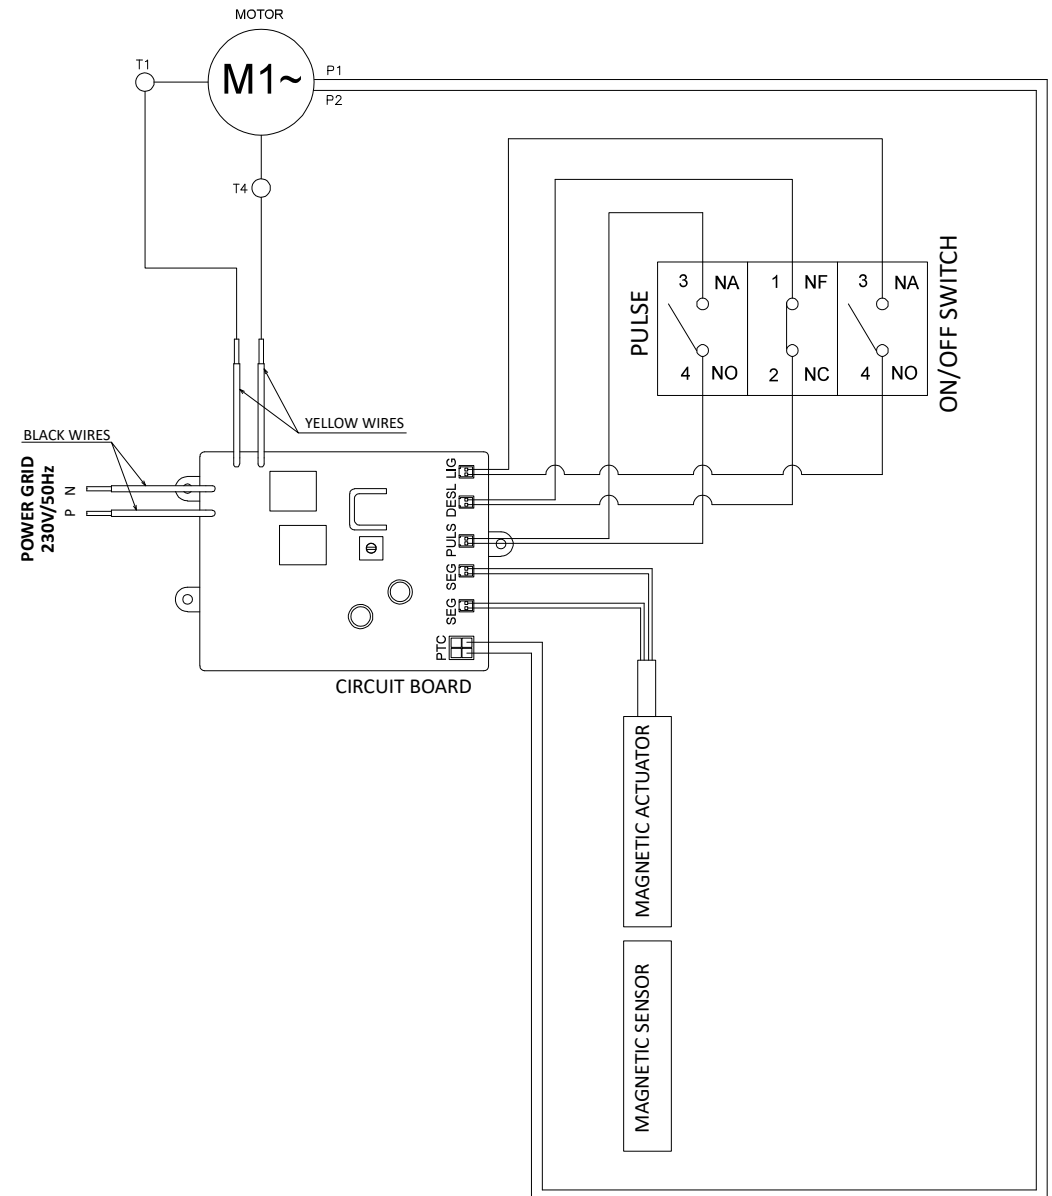 MOTOR
T1
M1~
P1
P2
T4
3 NA
1 NF
3 NA
4 NO
2 NC
4 NO
PULSE
ON/OFF SWITCH
YELLOW WIRES
BLACK WIRES
POWER GRID
230V/50Hz
N
P
LIG
DESL
PULS
SEG
SEG
PTC
CIRCUIT BOARD
MAGNETIC ACTUATOR
MAGNETIC SENSOR